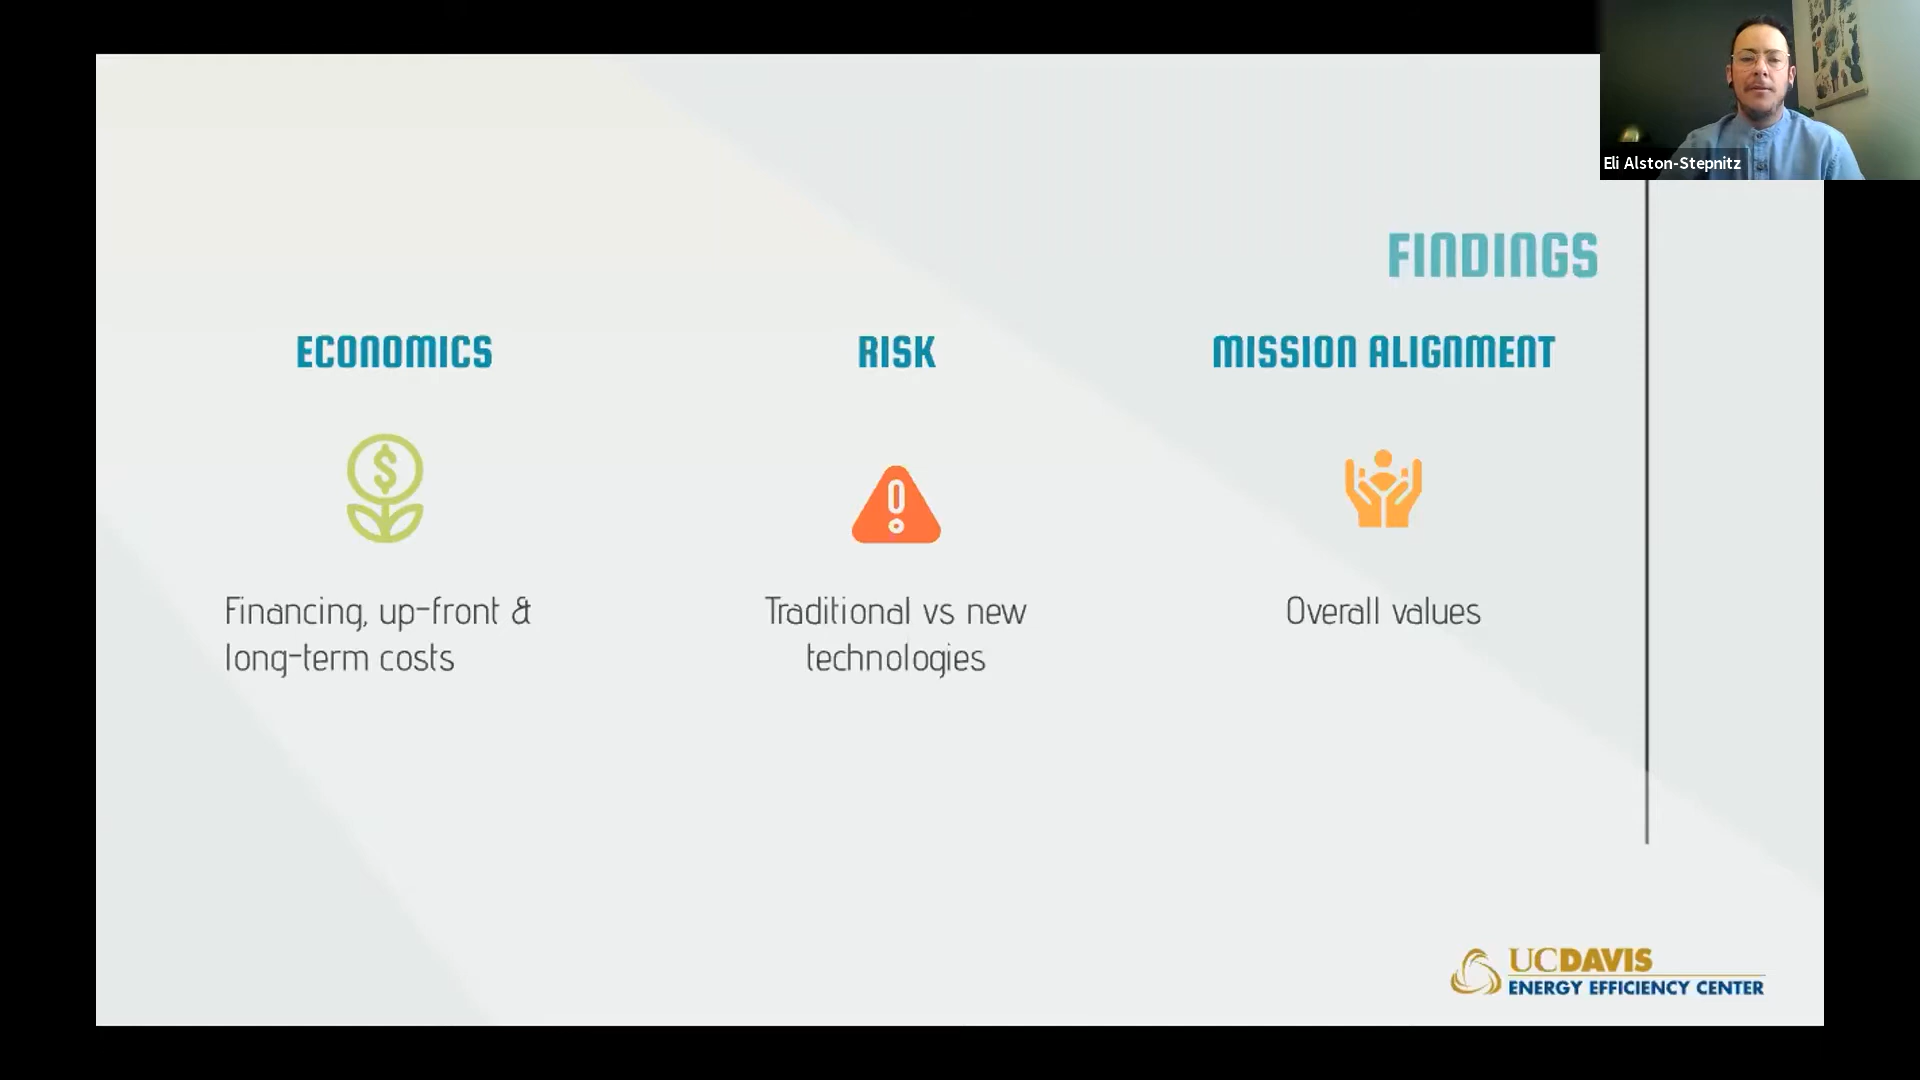 Eli Alston-Stepnitz
FINDINGS
ECONOMICS
RISK
MISSION ALIGNMENT
$
Financing, up-front &
long-term costs
Traditional vs new
technologies
Overall values
UCDAVIS
ENERGY EFFICIENCY CENTER